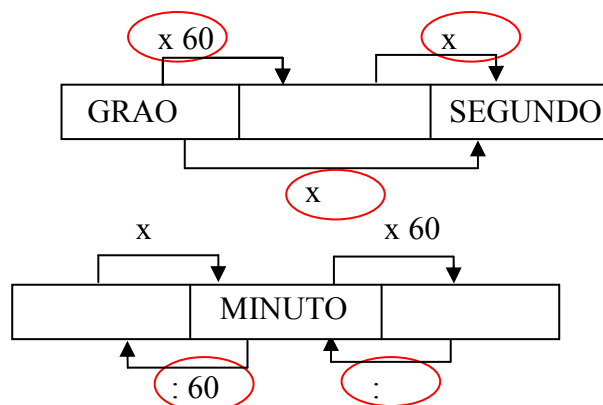 x 60 x
GRAO SEGUNDO
x
x x 60
MINUTO
: 60 :